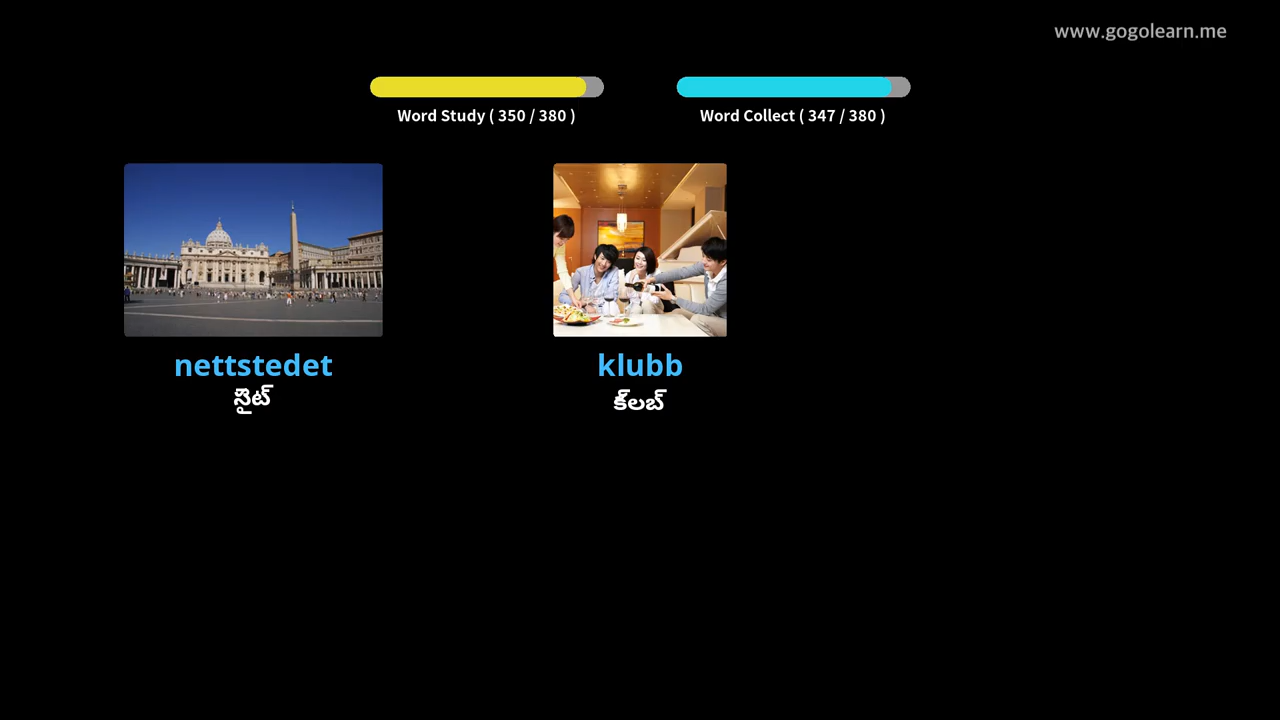 www.gogolearn.me
Word Study ( 350 / 380 )
Word Collect ( 347 / 380 )
nettstedet
klubb
సైట్
క్లబ్